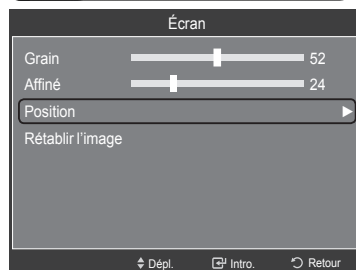 Écran
Grain 52
Affiné 24
Position
Rétablir l'image
Dépl. Intro. Retour